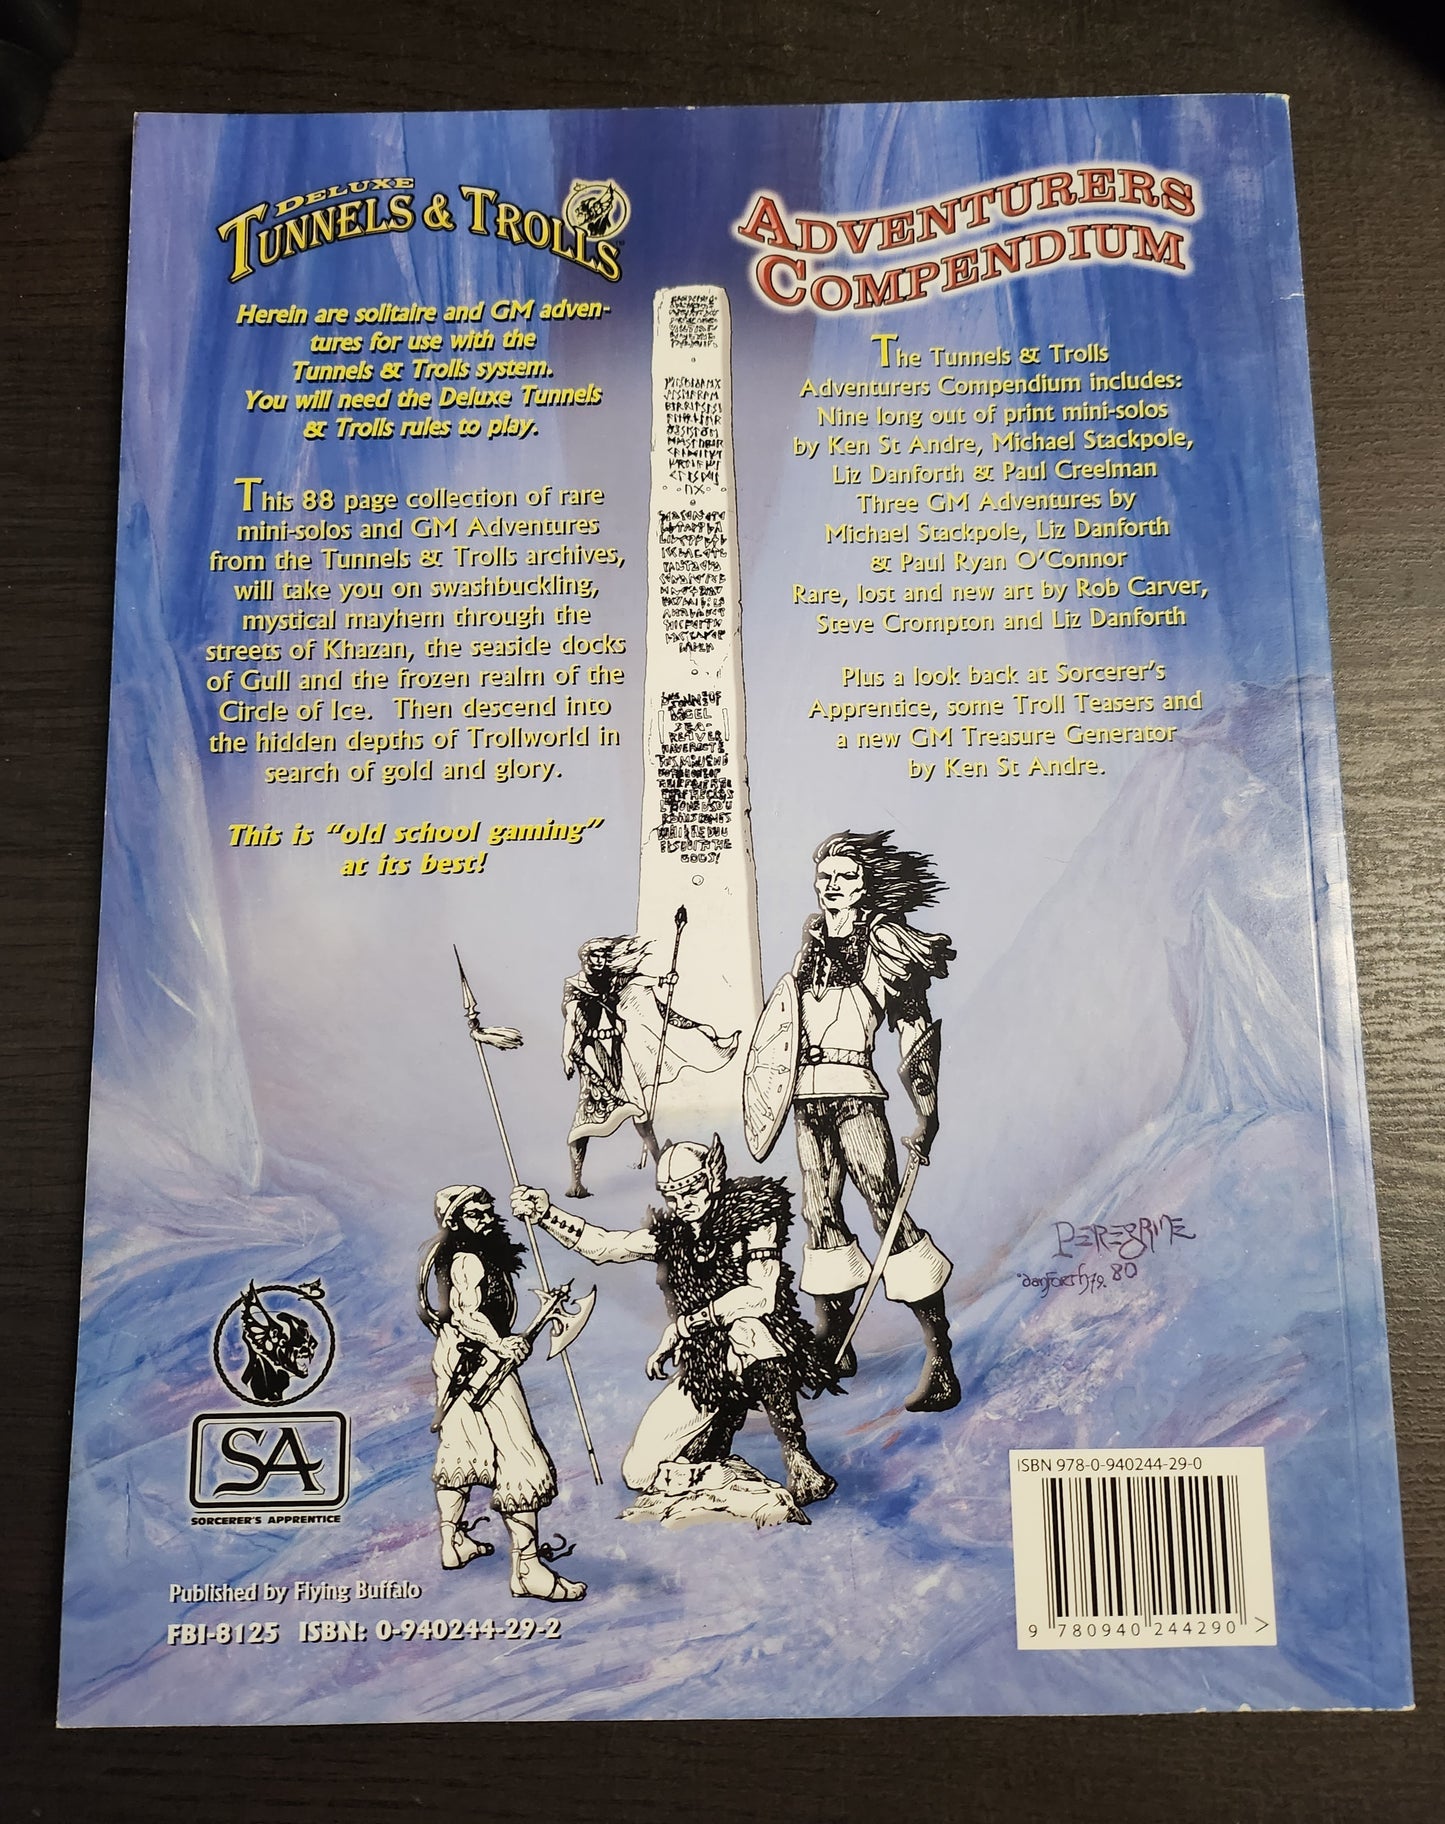 DELUXE
TUNNELS & TROLLS
Herein are solitaire and GM adven-
tures for use with the
Tunnels & Trolls system.
You will need the Deluxe Tunnels
& Trolls rules to play.
This 88 page collection of rare
mini-solos and GM Adventures
from the Tunnels & Trolls archives,
will take you on swashbuckling,
mystical mayhem through the
streets of Khazan, the seaside docks
of Gull and the frozen realm of the
Circle of Ice. Then descend into
the hidden depths of Trollworld in
search of gold and glory.
This is "old school gaming"
at its best!
ADVENTURERS
COMPENDIUM
The Tunnels & Trolls
Adventurers Compendium includes:
Nine long out of print mini-solos
by Ken St Andre, Michael Stackpole,
Liz Danforth & Paul Creelman
Three GM Adventures by
Michael Stackpole, Liz Danforth
& Paul Ryan O'Connor
Rare, lost and new art by Rob Carver,
Steve Crompton and Liz Danforth
Plus a look back at Sorcerer's
Apprentice, some Troll Teasers and
a new GM Treasure Generator
by Ken St Andre.
GODS!
PEREGRINE
danforth 79. 80
SA
SORCERER'S APPRENTICE
Published by Flying Buffalo
FBI-8125 ISBN: 0-940244-29-2
ISBN 978-0-940244-29-0
9 780940 244290 >